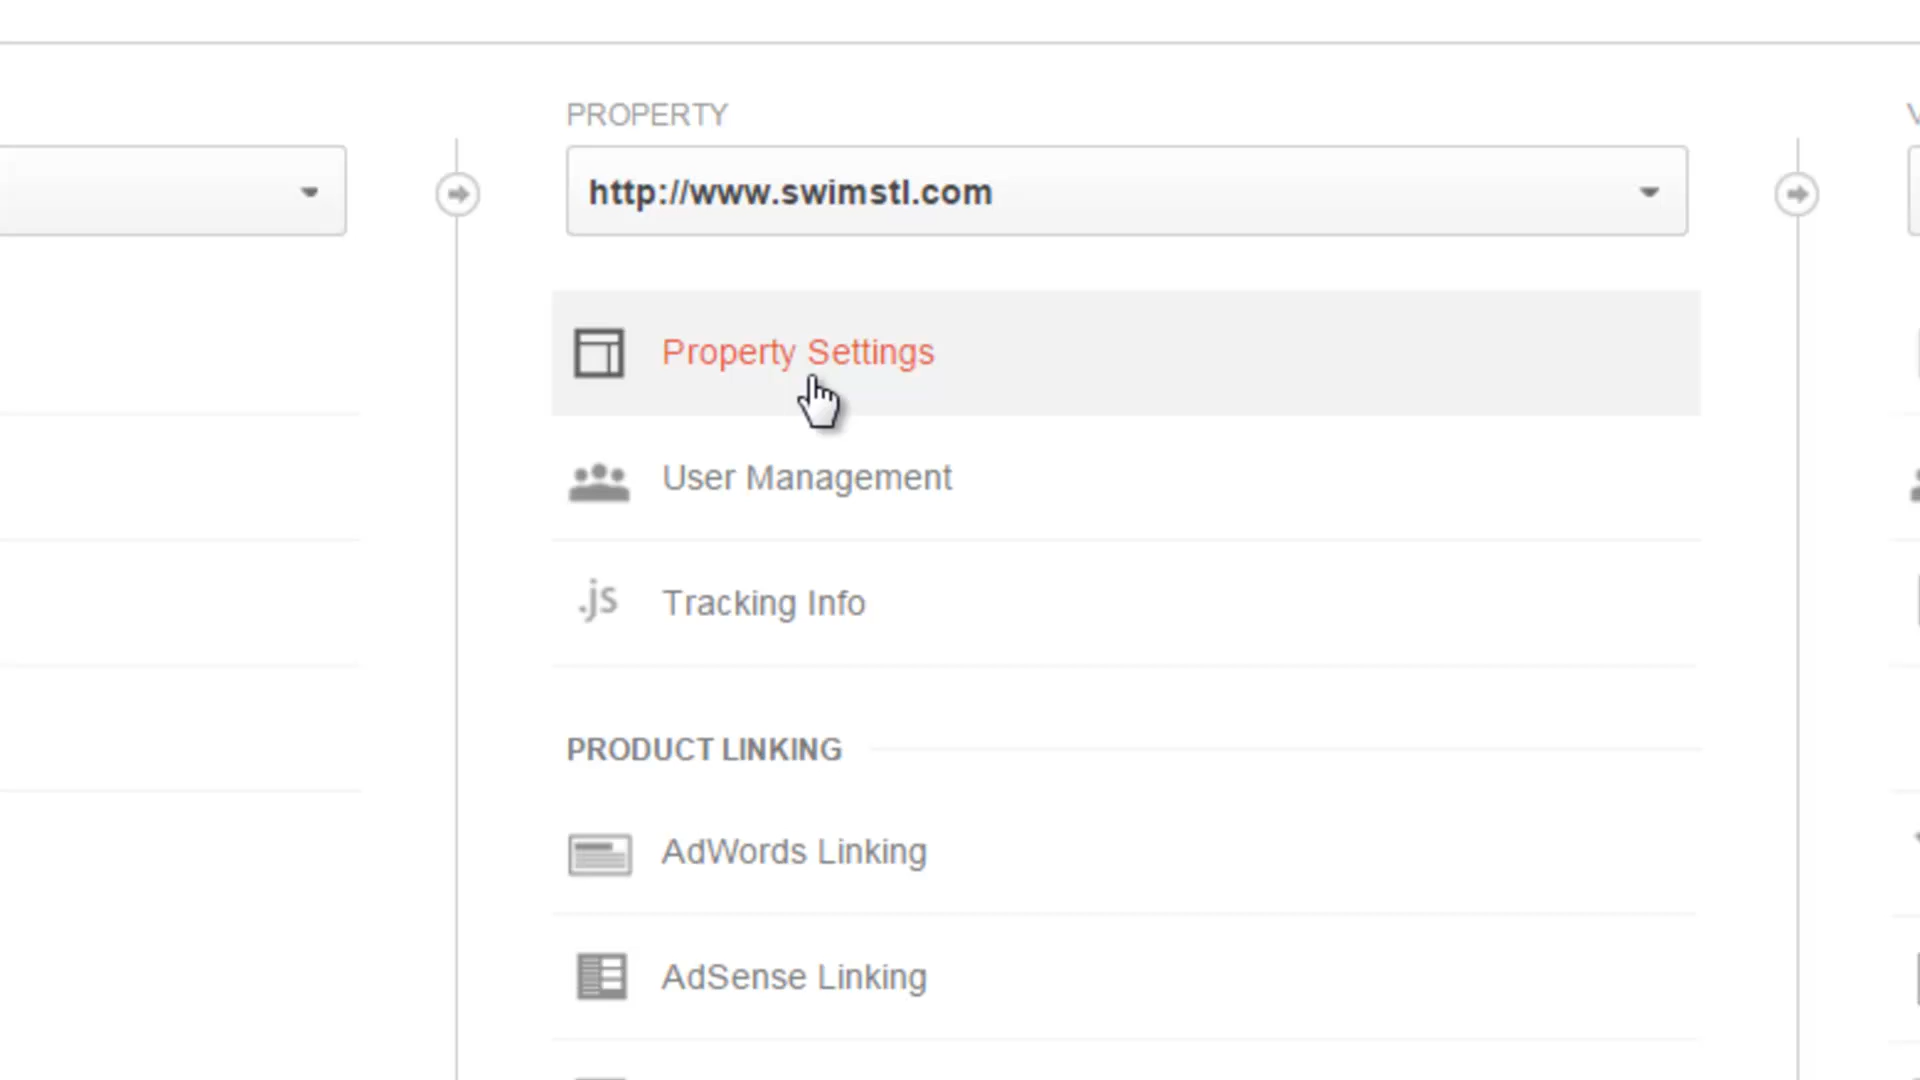 PROPERTY
http://www.swimstl.com
Property Settings
User Management
.js Tracking Info
PRODUCT LINKING
AdWords Linking
AdSense Linking